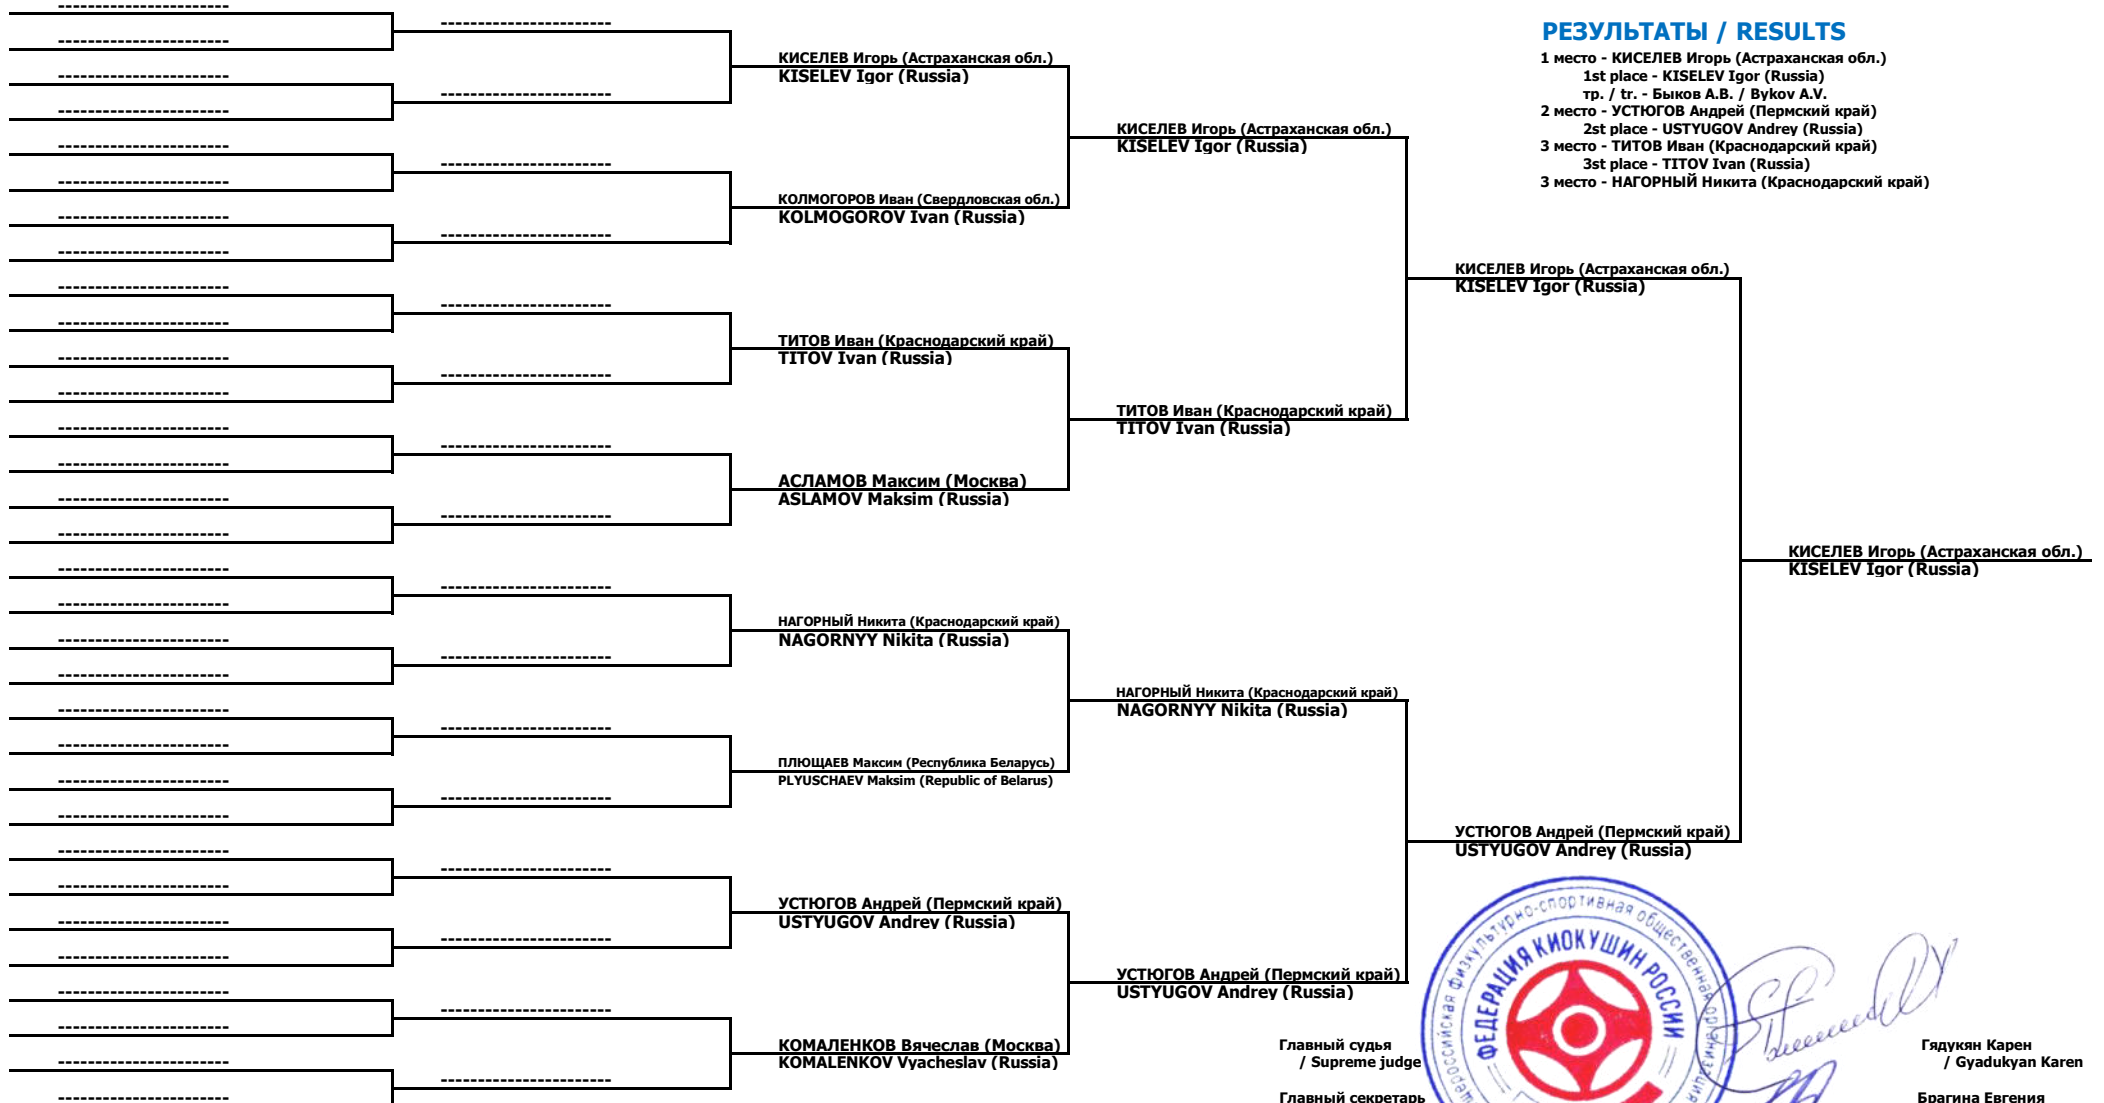 РЕЗУЛЬТАТЫ / RESULTS
1 место - КИСЕЛЕВ Игорь (Астраханская обл.)
1st place - KISELEV Igor (Russia)
тр. / tr. - Быков А.В. / Bykov A.V.
2 место - УСТЮГОВ Андрей (Пермский край)
2st place - USTYUGOV Andrey (Russia)
3 место - ТИТОВ Иван (Краснодарский край)
3st place - TITOV Ivan (Russia)
3 место - НАГОРНЫЙ Никита (Краснодарский край)
КИСЕЛЕВ Игорь (Астраханская обл.)
KISELEV Igor (Russia)
КОЛМОГОРОВ Иван (Свердловская обл.)
KOLMOGOROV Ivan (Russia)
ТИТОВ Иван (Краснодарский край)
TITOV Ivan (Russia)
АСЛАМОВ Максим (Москва)
ASLAMOV Maksim (Russia)
НАГОРНЫЙ Никита (Краснодарский край)
NAGORNYY Nikita (Russia)
ПЛЮЩАЕВ Максим (Республика Беларусь)
PLYUSCHAEV Maksim (Republic of Belarus)
УСТЮГОВ Андрей (Пермский край)
USTYUGOV Andrey (Russia)
КОМАЛЕНКОВ Вячеслав (Москва)
KOMALENKOV Vyacheslav (Russia)
КИСЕЛЕВ Игорь (Астраханская обл.)
KISELEV Igor (Russia)
ТИТОВ Иван (Краснодарский край)
TITOV Ivan (Russia)
НАГОРНЫЙ Никита (Краснодарский край)
NAGORNYY Nikita (Russia)
УСТЮГОВ Андрей (Пермский край)
USTYUGOV Andrey (Russia)
КИСЕЛЕВ Игорь (Астраханская обл.)
KISELEV Igor (Russia)
УСТЮГОВ Андрей (Пермский край)
USTYUGOV Andrey (Russia)
КИСЕЛЕВ Игорь (Астраханская обл.)
KISELEV Igor (Russia)
физкультурно-спортивная общественная организация
ФЕДЕРАЦИЯ КИОКУШИН РОССИИ
Главный судья
/ Supreme judge
Гядукян Карен
/ Gyadukyan Karen
Главный секретарь
Брагина Евгения